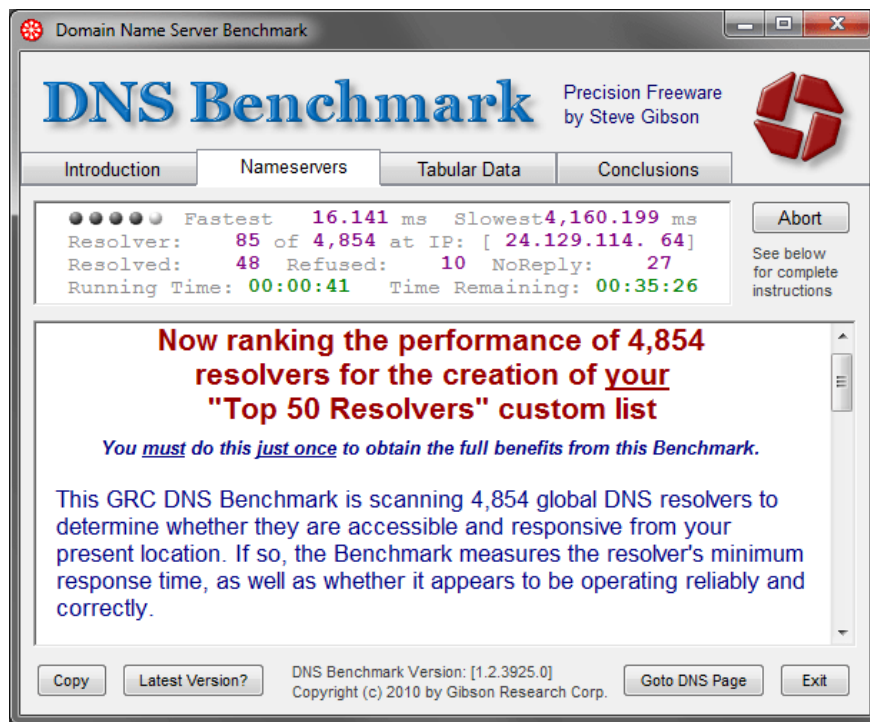 Domain Name Server Benchmark
DNS Benchmark
Precision Freeware
by Steve Gibson
Introduction
Nameservers
Tabular Data
Conclusions
Fastest 16.141 ms Slowest4,160.199 ms
Resolver: 85 of 4,854 at IP: [ 24.129.114. 64]
Resolved: 48 Refused: 10 NoReply: 27
Running Time: 00:00:41 Time Remaining: 00:35:26
Abort
See below
for complete
instructions
Now ranking the performance of 4,854
resolvers for the creation of your
"Top 50 Resolvers" custom list
You must do this just once to obtain the full benefits from this Benchmark.
This GRC DNS Benchmark is scanning 4,854 global DNS resolvers to
determine whether they are accessible and responsive from your
present location. If so, the Benchmark measures the resolver's minimum
response time, as well as whether it appears to be operating reliably and
correctly.
Copy
Latest Version?
DNS Benchmark Version: [1.2.3925.0]
Copyright (c) 2010 by Gibson Research Corp.
Goto DNS Page
Exit